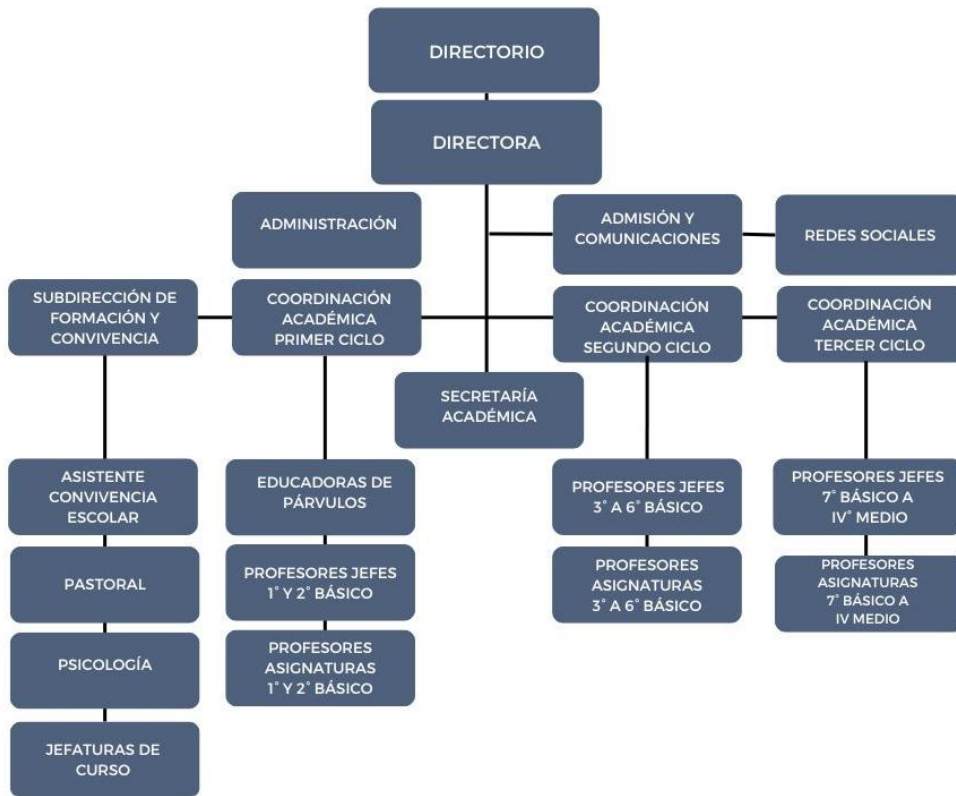 DIRECTORIO
DIRECTORA
ADMINISTRACIÓN
ADMISIÓN Y
COMUNICACIONES
REDES SOCIALES
SUBDIRECCIÓN DE
FORMACIÓN Y
CONVIVENCIA
COORDINACIÓN
ACADÉMICA
PRIMER CICLO
COORDINACIÓN
ACADÉMICA
SEGUNDO CICLO
COORDINACIÓN
ACADÉMICA
TERCER CICLO
SECRETARÍA
ACADÉMICA
ASISTENTE
CONVIVENCIA
ESCOLAR
PASTORAL
PSICOLOGÍA
JEFATURAS DE
CURSO
EDUCADORAS DE
PÁRVULOS
PROFESORES JEFES
1° Y 2° BÁSICO
PROFESORES
ASIGNATURAS
1° Y 2° BÁSICO
PROFESORES JEFES
3° A 6° BÁSICO
PROFESORES
ASIGNATURAS
3° A 6° BÁSICO
PROFESORES JEFES
7° BÁSICO A
IV° MEDIO
PROFESORES
ASIGNATURAS
7° BÁSICO A
IV MEDIO